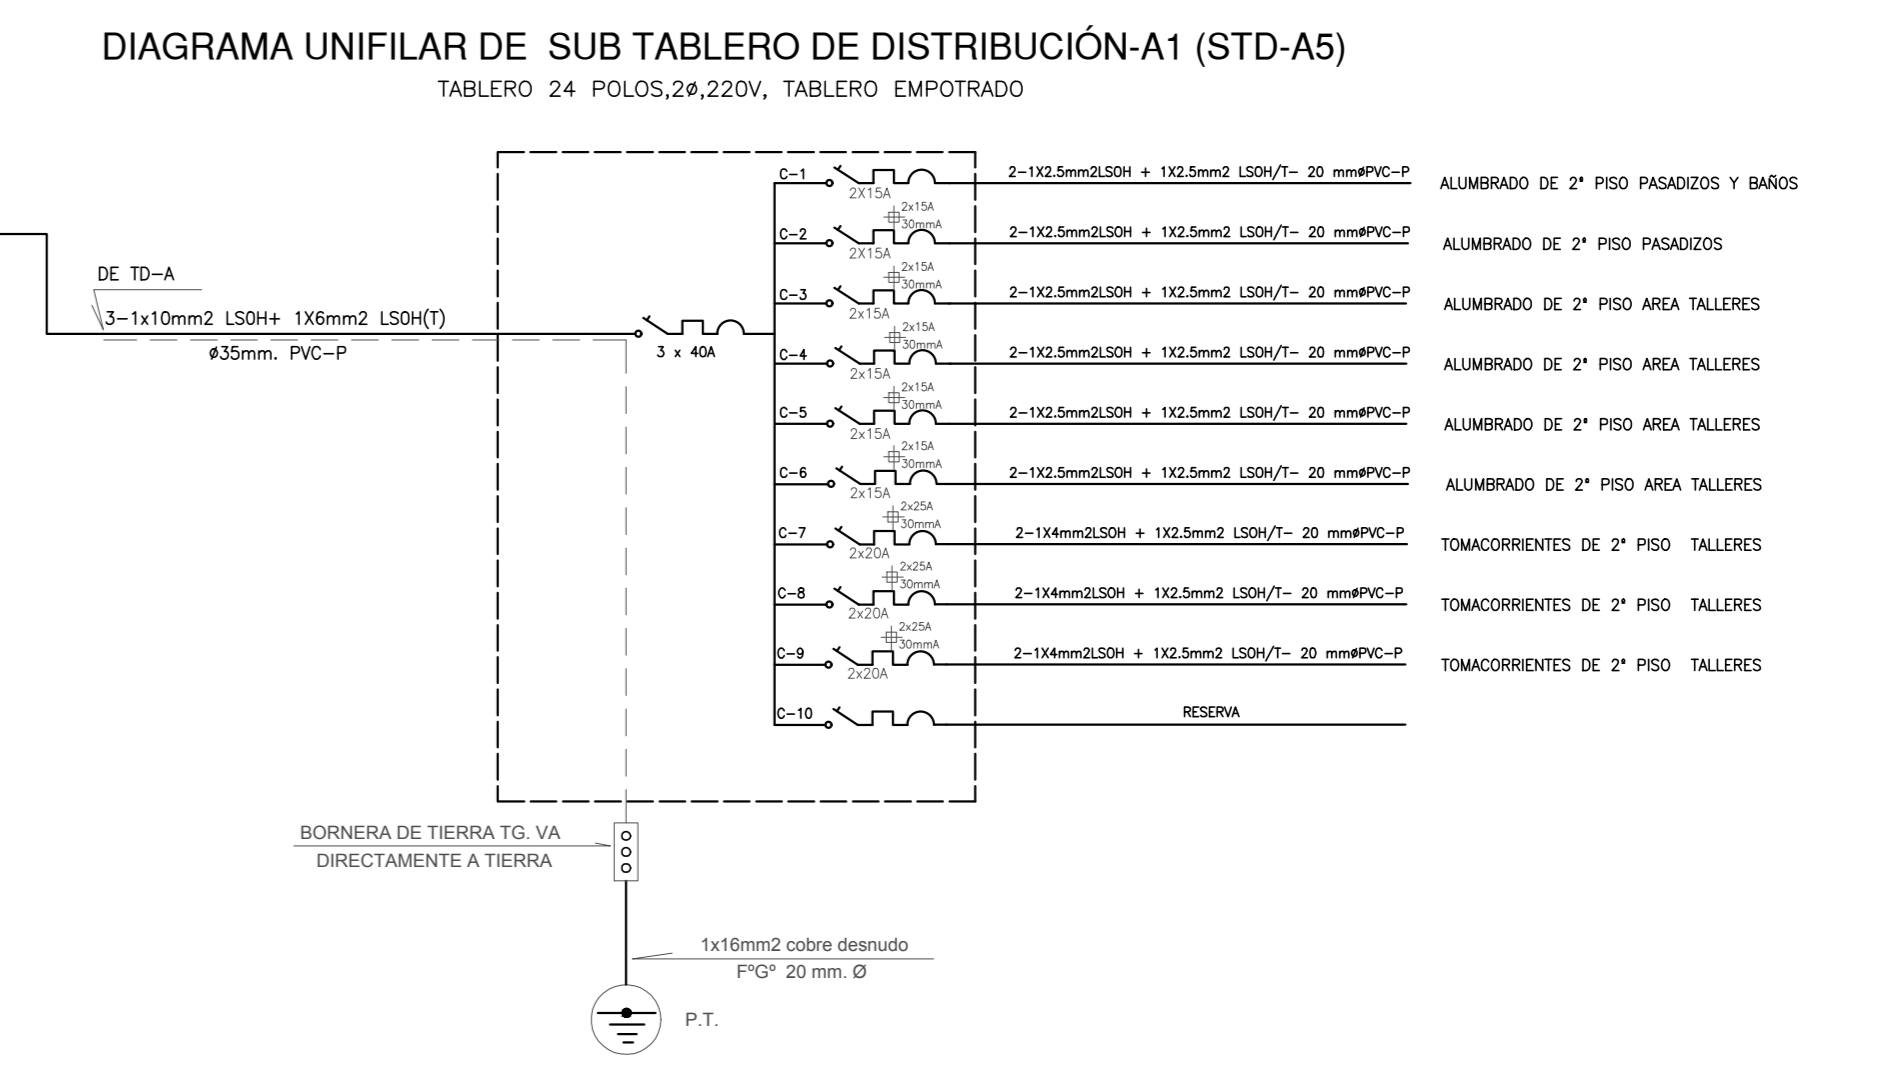 DIAGRAMA UNIFILAR DE SUB TABLERO DE DISTRIBUCIÓN-A1 (STD-A5)
TABLERO 24 POLOS,2ø,220V, TABLERO EMPOTRADO
DE TD-A
3-1x10mm2 LSOH+ 1X6mm2 LSOH(T)
ø35mm. PVC-P
3 x 40A
C-1
2X15A
2-1X2.5mm2LSOH + 1X2.5mm2 LSOH/T- 20 mmøPVC-P
ALUMBRADO DE 2ª PISO PASADIZOS Y BAÑOS
2x15A
30mmA
C-2
2X15A
2-1X2.5mm2LSOH + 1X2.5mm2 LSOH/T- 20 mmøPVC-P
ALUMBRADO DE 2ª PISO PASADIZOS
2x15A
30mmA
C-3
2x15A
2-1X2.5mm2LSOH + 1X2.5mm2 LSOH/T- 20 mmøPVC-P
ALUMBRADO DE 2ª PISO AREA TALLERES
2x15A
30mmA
C-4
2x15A
2-1X2.5mm2LSOH + 1X2.5mm2 LSOH/T- 20 mmøPVC-P
ALUMBRADO DE 2ª PISO AREA TALLERES
2x15A
30mmA
C-5
2x15A
2-1X2.5mm2LSOH + 1X2.5mm2 LSOH/T- 20 mmøPVC-P
ALUMBRADO DE 2ª PISO AREA TALLERES
2x15A
30mmA
C-6
2x15A
2-1X2.5mm2LSOH + 1X2.5mm2 LSOH/T- 20 mmøPVC-P
ALUMBRADO DE 2ª PISO AREA TALLERES
2x25A
30mmA
C-7
2x20A
2-1X4mm2LSOH + 1X2.5mm2 LSOH/T- 20 mmøPVC-P
TOMACORRIENTES DE 2ª PISO TALLERES
2x25A
30mmA
C-8
2x20A
2-1X4mm2LSOH + 1X2.5mm2 LSOH/T- 20 mmøPVC-P
TOMACORRIENTES DE 2ª PISO TALLERES
2x25A
30mmA
C-9
2x20A
2-1X4mm2LSOH + 1X2.5mm2 LSOH/T- 20 mmøPVC-P
TOMACORRIENTES DE 2ª PISO TALLERES
C-10
RESERVA
BORNERA DE TIERRA TG. VA
DIRECTAMENTE A TIERRA
1x16mm2 cobre desnudo
FºGº 20 mm. Ø
P.T.